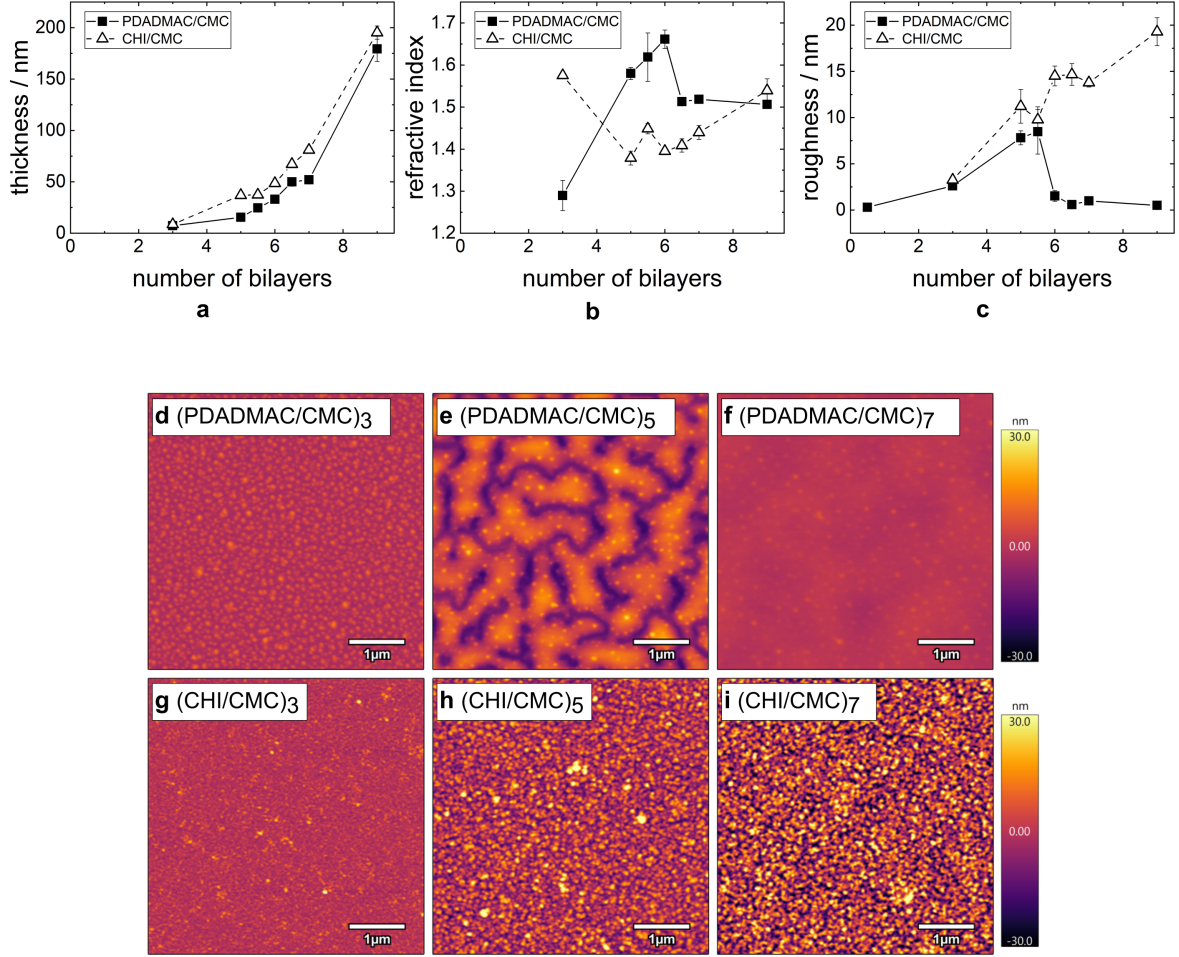 PDADMAC/CMC
CHI/CMC
thickness / nm
200
150
100
50
0
0 2 4 6 8
number of bilayers
a
PDADMAC/CMC
CHI/CMC
refractive index
1.7
1.6
1.5
1.4
1.3
1.2
0 2 4 6 8
number of bilayers
b
PDADMAC/CMC
CHI/CMC
roughness / nm
20
15
10
5
0
0 2 4 6 8
number of bilayers
c
d (PDADMAC/CMC)3
1µm
e (PDADMAC/CMC)5
1µm
f (PDADMAC/CMC)7
1µm
nm
30.0
0.00
-30.0
g (CHI/CMC)3
1µm
h (CHI/CMC)5
1µm
i (CHI/CMC)7
1µm
nm
30.0
0.00
-30.0